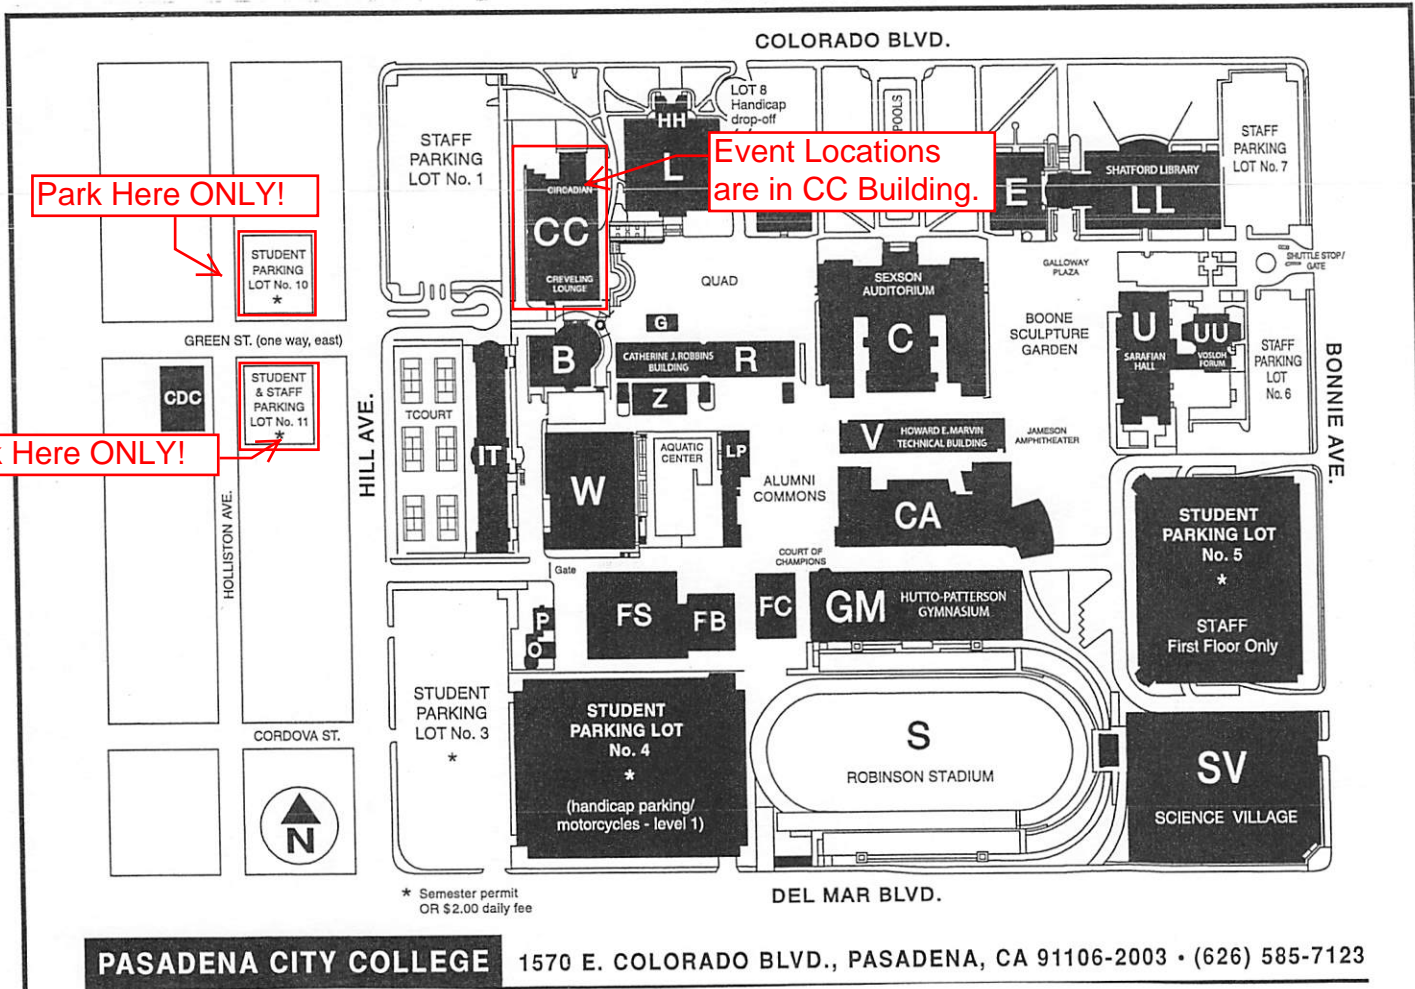 COLORADO BLVD.
LOT 8
Handicap
drop-off
POOLS
HH
L
STAFF
PARKING
LOT No. 1
STAFF
PARKING
LOT No. 7
Event Locations
are in CC Building.
Park Here ONLY!
CIRCADIAN
CC
CREVELING
LOUNGE
E
SHATFORD LIBRARY
LL
STUDENT
PARKING
LOT No. 10
*
QUAD
SEXSON
AUDITORIUM
C
GALLOWAY
PLAZA
SHUTTLE STOP /
GATE
BOONE
SCULPTURE
GARDEN
U
SARAFIAN
HALL
UU
VOSLOH
FORUM
STAFF
PARKING
LOT
No. 6
GREEN ST. (one way, east)
G
B
CATHERINE J. ROBBINS
BUILDING
R
Z
CDC
STUDENT
& STAFF
PARKING
LOT No. 11
*
Here ONLY!
HILL AVE.
TCOURT
IT
W
AQUATIC
CENTER
LP
ALUMNI
COMMONS
V
HOWARD E. MARVIN
TECHNICAL BUILDING
JAMESON
AMPHITHEATER
CA
BONNIE AVE.
HOLLISTON AVE.
COURT OF
CHAMPIONS
Gate
P
O
FS
FB
FC
GM
HUTTO-PATTERSON
GYMNASIUM
STUDENT
PARKING LOT
No. 5
*
STAFF
First Floor Only
STUDENT
PARKING
LOT No. 3
*
CORDOVA ST.
N
STUDENT
PARKING LOT
No. 4
*
(handicap parking/
motorcycles - level 1)
S
ROBINSON STADIUM
SV
SCIENCE VILLAGE
* Semester permit
OR $2.00 daily fee
DEL MAR BLVD.
PASADENA CITY COLLEGE 1570 E. COLORADO BLVD., PASADENA, CA 91106-2003 • (626) 585-7123